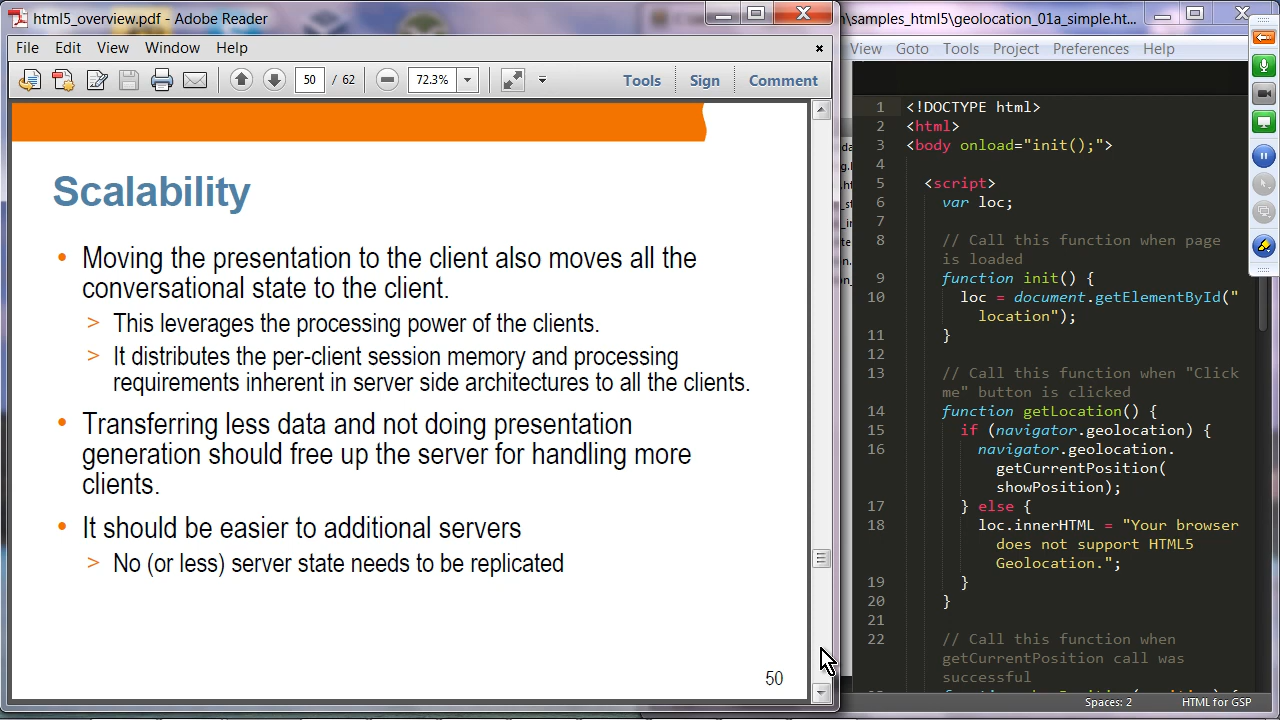 html5_overview.pdf - Adobe Reader
File Edit View Window Help
50 / 62 72.3% Tools Sign Comment
Scalability
• Moving the presentation to the client also moves all the
conversational state to the client.
> This leverages the processing power of the clients.
> It distributes the per-client session memory and processing
requirements inherent in server side architectures to all the clients.
• Transferring less data and not doing presentation
generation should free up the server for handling more
clients.
• It should be easier to additional servers
> No (or less) server state needs to be replicated
50
\samples_html5\geolocation_01a_simple.ht...
View Goto Tools Project Preferences Help
1 <!DOCTYPE html>
2 <html>
3 <body onload="init();">
4
5 <script>
6 var loc;
7
8 // Call this function when page
is loaded
9 function init() {
10 loc = document.getElementById("
location");
11 }
12
13 // Call this function when "Click
me" button is clicked
14 function getLocation() {
15 if (navigator.geolocation) {
16 navigator.geolocation.
getCurrentPosition(
showPosition);
17 } else {
18 loc.innerHTML = "Your browser
does not support HTML5
Geolocation.";
19 }
20 }
21
22 // Call this function when
getCurrentPosition call was
successful
Spaces: 2 HTML for GSP